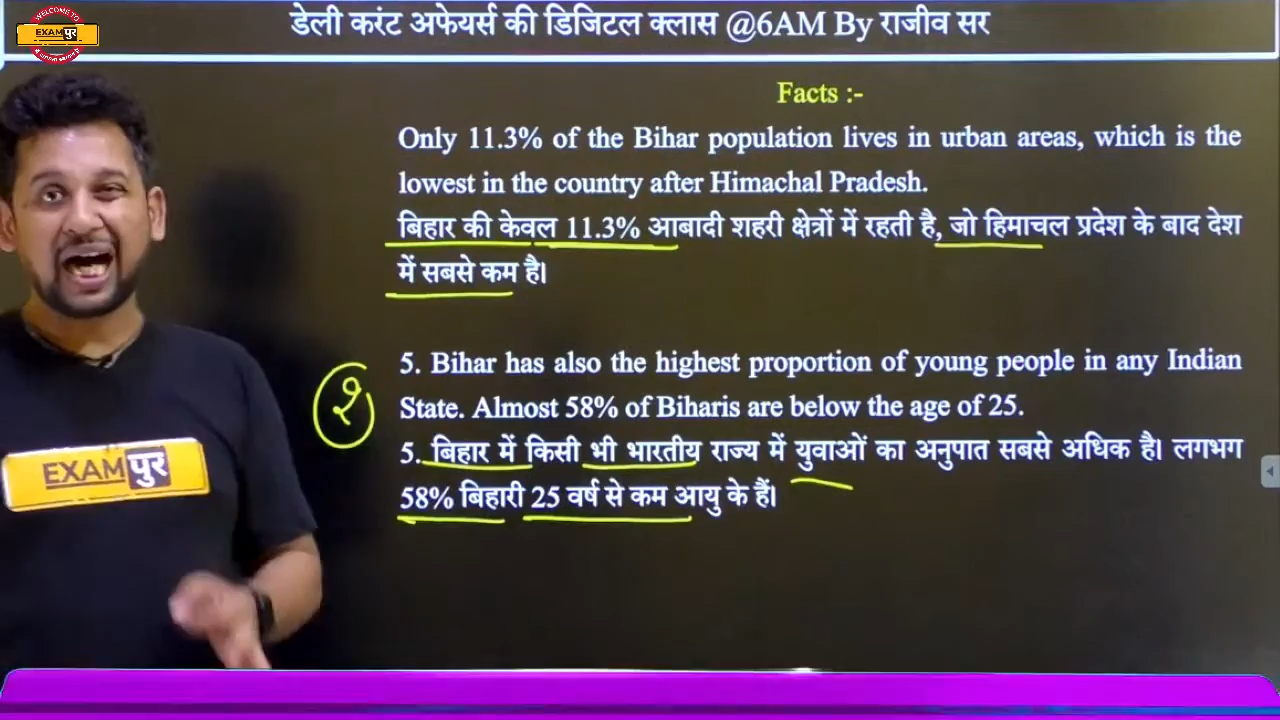 WELCOME TO
EXAMपुर
डेली करंट अफेयर्स की डिजिटल क्लास @6AM By राजीव सर
Facts :-
Only 11.3% of the Bihar population lives in urban areas, which is the
lowest in the country after Himachal Pradesh.
बिहार की केवल 11.3% आबादी शहरी क्षेत्रों में रहती है, जो हिमाचल प्रदेश के बाद देश
में सबसे कम है।
5. Bihar has also the highest proportion of young people in any Indian
State. Almost 58% of Biharis are below the age of 25.
5. बिहार में किसी भी भारतीय राज्य में युवाओं का अनुपात सबसे अधिक है। लगभग
58% बिहारी 25 वर्ष से कम आयु के हैं।
EXAMपुर